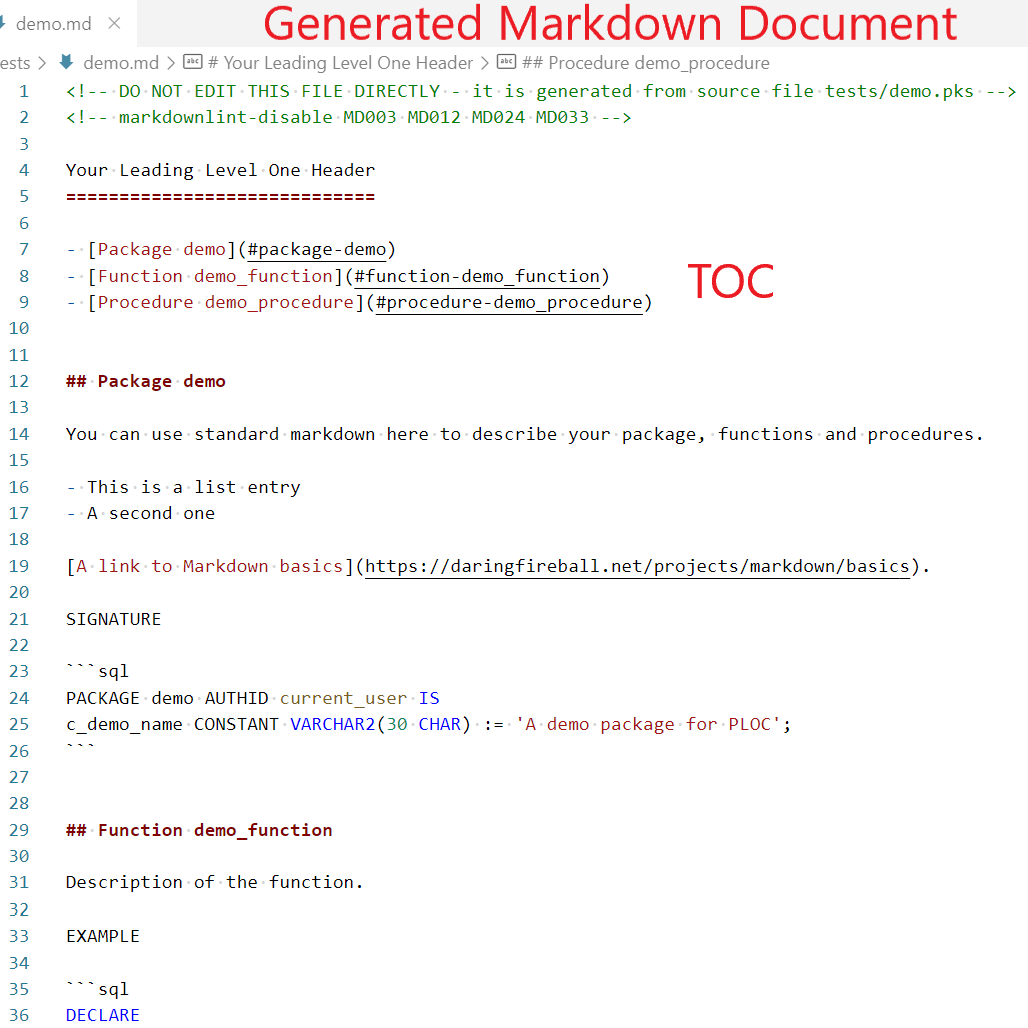 demo.md ×
Generated Markdown Document
ests > demo.md > # Your Leading Level One Header > ## Procedure demo_procedure
1 <!-- DO NOT EDIT THIS FILE DIRECTLY - it is generated from source file tests/demo.pks -->
2 <!-- markdownlint-disable MD003 MD012 MD024 MD033 -->
3
4 Your Leading Level One Header
5 =============================
6
7 - [Package demo](#package-demo)
8 - [Function demo_function](#function-demo_function)
TOC
9 - [Procedure demo_procedure](#procedure-demo_procedure)
10
11
12 ## Package demo
13
14 You can use standard markdown here to describe your package, functions and procedures.
15
16 - This is a list entry
17 - A second one
18
19 [A link to Markdown basics](https://daringfireball.net/projects/markdown/basics).
20
21 SIGNATURE
22
23 ```sql
24 PACKAGE demo AUTHID current_user IS
25 c_demo_name CONSTANT VARCHAR2(30 CHAR) := 'A demo package for PLOC';
26 ```
27
28
29 ## Function demo_function
30
31 Description of the function.
32
33 EXAMPLE
34
35 ```sql
36 DECLARE